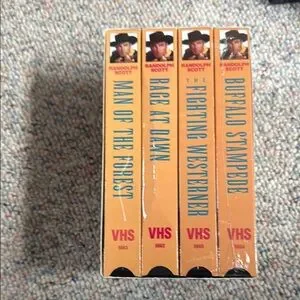 RANDOLPH
SCOTT
MAN OF THE FOREST
VHS
RANDOLPH
SCOTT
RAGE AT DAWN
VHS
RANDOLPH
SCOTT
THE
FIGHTING WESTERNER
VHS
RANDOLPH
SCOTT
BUFFALO STAMPEDE
VHS